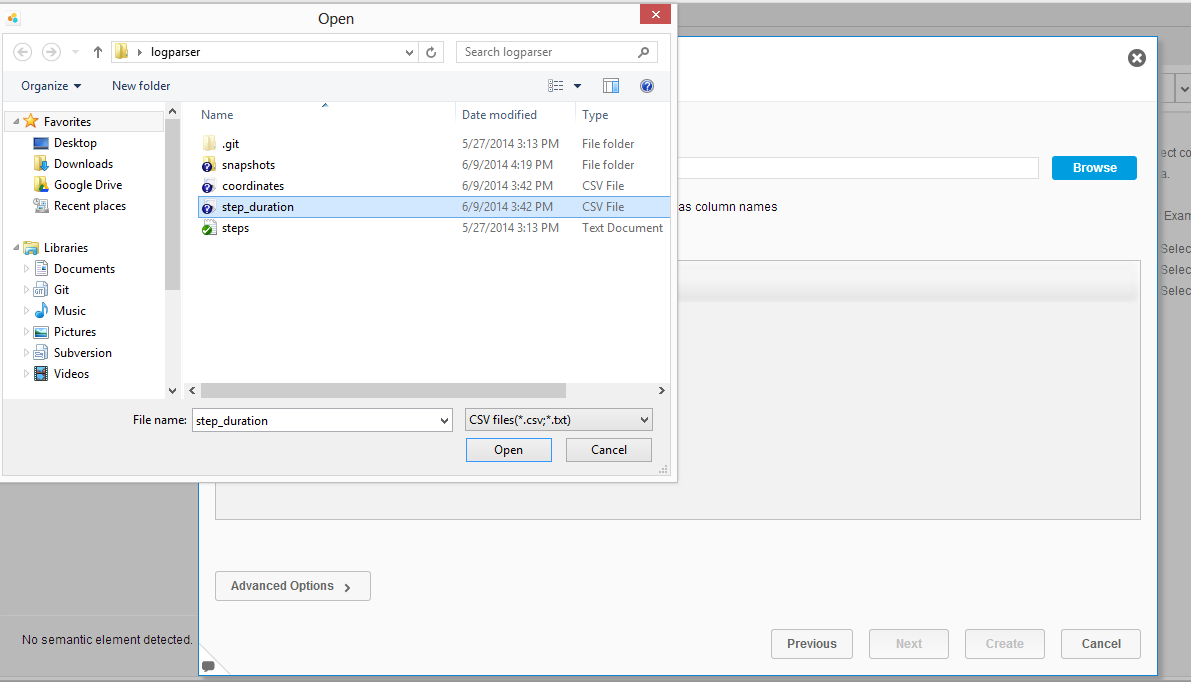 Open
logparser
Search logparser
Organize
New folder
Favorites
Desktop
Downloads
Google Drive
Recent places
Libraries
Documents
Git
Music
Pictures
Subversion
Videos
Name Date modified Type
.git 5/27/2014 3:13 PM File folder
snapshots 6/9/2014 4:19 PM File folder
coordinates 6/9/2014 3:42 PM CSV File
step_duration 6/9/2014 3:42 PM CSV File
steps 5/27/2014 3:13 PM Text Document
File name: step_duration CSV files(*.csv;*.txt)
Open Cancel
Browse
as column names
ect co
a.
Exam
Selec
Selec
Selec
Advanced Options
No semantic element detected.
Previous Next Create Cancel